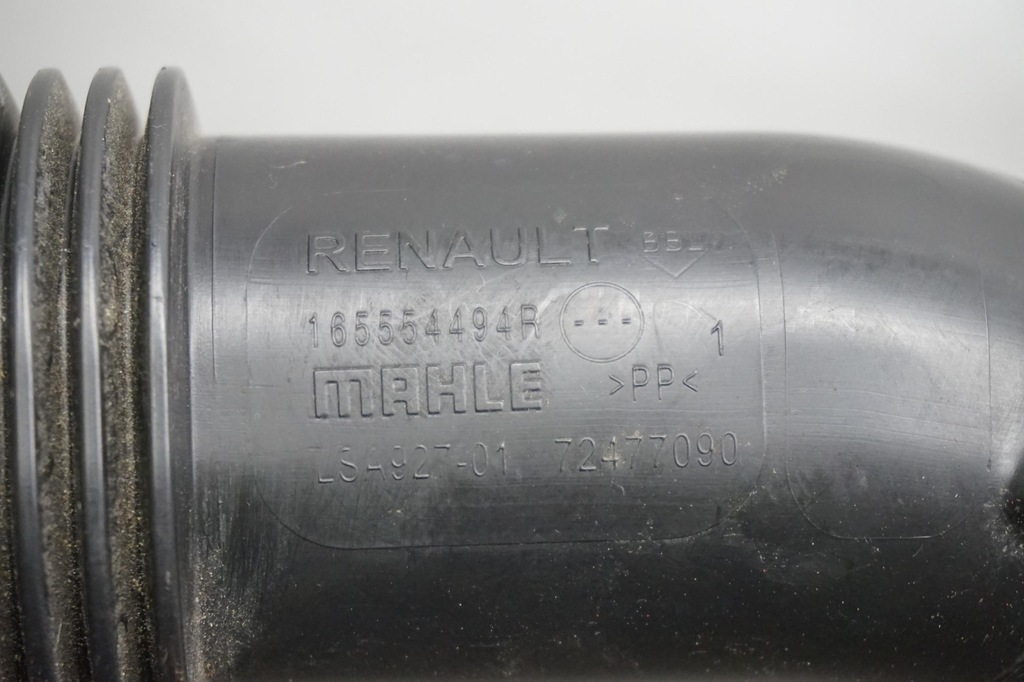 RENAULT
165554494R --- 1
MAHLE >PP<
LSA927-01 72477090